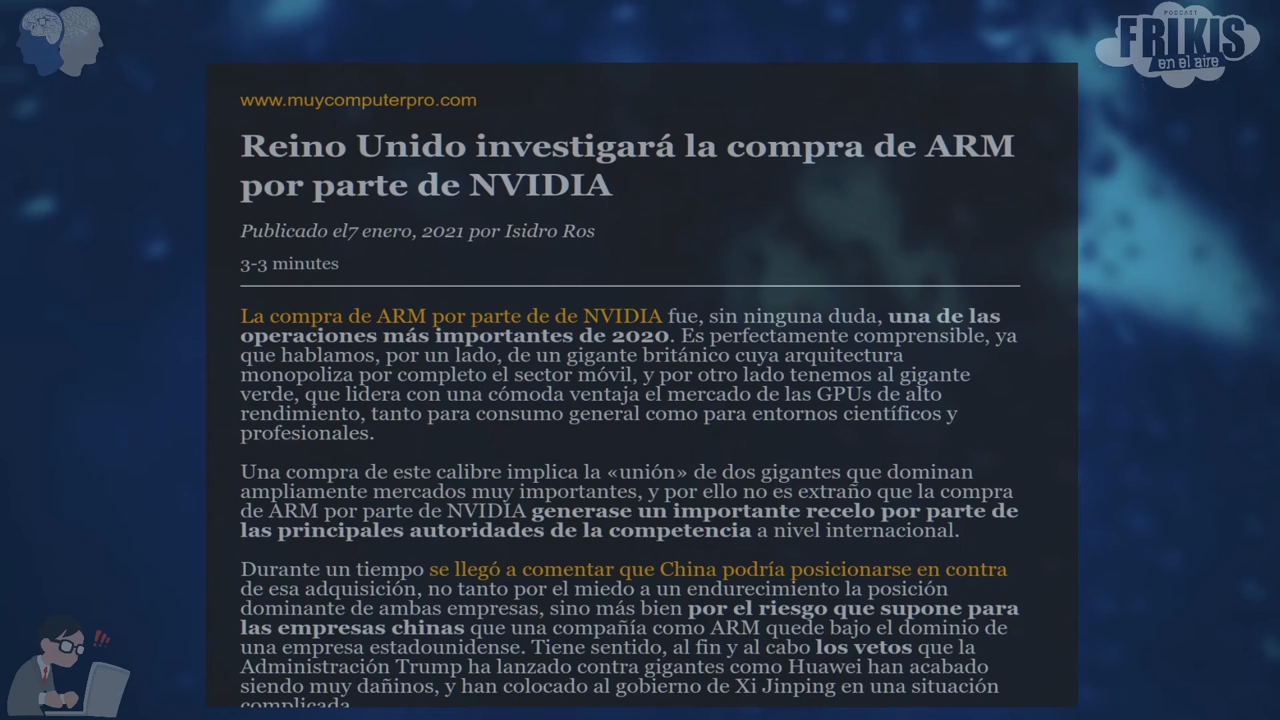 PODCAST
FRIKIS
en el aire
www.muycomputerpro.com
Reino Unido investigará la compra de ARM
por parte de NVIDIA
Publicado el7 enero, 2021 por Isidro Ros
3-3 minutes
La compra de ARM por parte de de NVIDIA fue, sin ninguna duda, una de las
operaciones más importantes de 2020. Es perfectamente comprensible, ya
que hablamos, por un lado, de un gigante británico cuya arquitectura
monopoliza por completo el sector móvil, y por otro lado tenemos al gigante
verde, que lidera con una cómoda ventaja el mercado de las GPUs de alto
rendimiento, tanto para consumo general como para entornos científicos y
profesionales.
Una compra de este calibre implica la «unión» de dos gigantes que dominan
ampliamente mercados muy importantes, y por ello no es extraño que la compra
de ARM por parte de NVIDIA generase un importante recelo por parte de
las principales autoridades de la competencia a nivel internacional.
Durante un tiempo se llegó a comentar que China podría posicionarse en contra
de esa adquisición, no tanto por el miedo a un endurecimiento la posición
dominante de ambas empresas, sino más bien por el riesgo que supone para
las empresas chinas que una compañía como ARM quede bajo el dominio de
una empresa estadounidense. Tiene sentido, al fin y al cabo los vetos que la
Administración Trump ha lanzado contra gigantes como Huawei han acabado
siendo muy dañinos, y han colocado al gobierno de Xi Jinping en una situación
complicada.